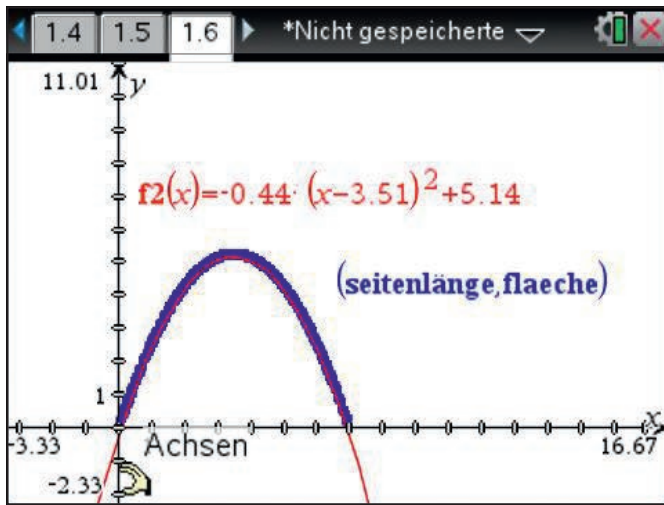 1.4 1.5 1.6 *Nicht gespeicherte
11.01 y
f2(x)=-0.44· (x-3.51)²+5.14
(seitenlänge,flaeche)
1
x
-3.33 Achsen 16.67
-2.33